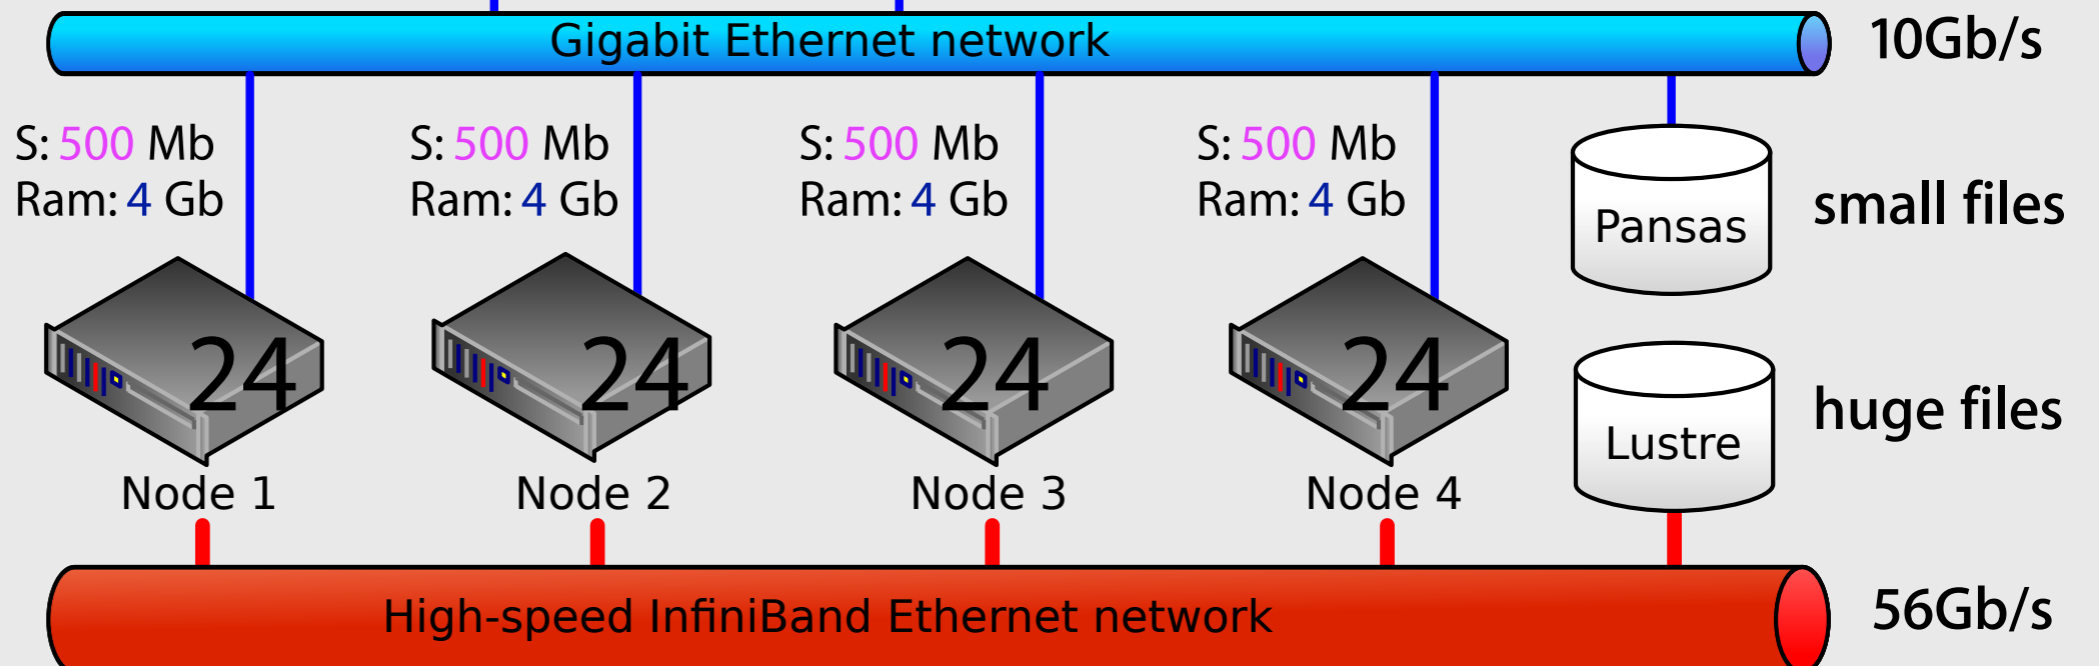 Gigabit Ethernet network
10Gb/s
S: 500 Mb
Ram: 4 Gb
S: 500 Mb
Ram: 4 Gb
S: 500 Mb
Ram: 4 Gb
S: 500 Mb
Ram: 4 Gb
Pansas
small files
24
24
24
24
Lustre
huge files
Node 1
Node 2
Node 3
Node 4
High-speed InfiniBand Ethernet network
56Gb/s